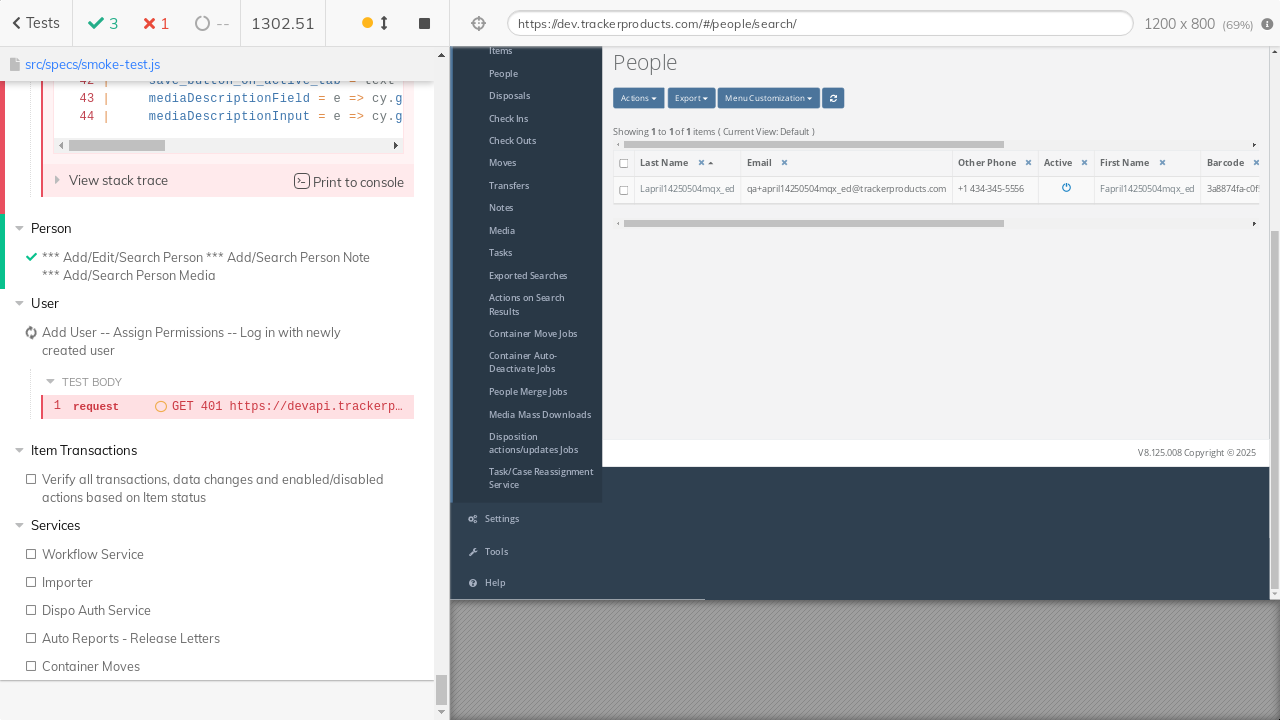 Tests
3
1
--
1302.51
https://dev.trackerproducts.com/#/people/search/
1200 x 800 (69%)
src/specs/smoke-test.js
43 | mediaDescriptionField = e => cy.g
44 | mediaDescriptionInput = e => cy.g
View stack trace
Print to console
Person
*** Add/Edit/Search Person *** Add/Search Person Note
*** Add/Search Person Media
User
Add User -- Assign Permissions -- Log in with newly
created user
TEST BODY
1 request GET 401 https://devapi.trackerp...
Item Transactions
Verify all transactions, data changes and enabled/disabled
actions based on Item status
Services
Workflow Service
Importer
Dispo Auth Service
Auto Reports - Release Letters
Container Moves
Items
People
Disposals
Check Ins
Check Outs
Moves
Transfers
Notes
Media
Tasks
Exported Searches
Actions on Search
Results
Container Move Jobs
Container Auto-
Deactivate Jobs
People Merge Jobs
Media Mass Downloads
Disposition
actions/updates Jobs
Task/Case Reassignment
Service
Settings
Tools
Help
People
Actions
Export
Menu Customization
Showing 1 to 1 of 1 items ( Current View: Default )
Last Name Email Other Phone Active First Name Barcode
Lapril14250504mqx_ed qa+april14250504mqx_ed@trackerproducts.com +1 434-345-5556 Fapril14250504mqx_ed
V8.125.008 Copyright © 2025